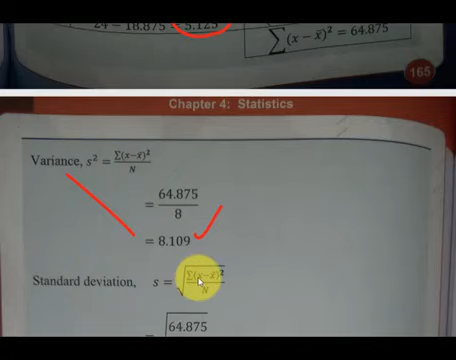 24 − 18.875 = 5.125
∑(x − x̄)² = 64.875
165
Chapter 4: Statistics
Variance, s² = Σ(x−x̄)²/N
= 64.875/8
= 8.109
Standard deviation, s = √(Σ(x−x̄)²/N)
= √64.875